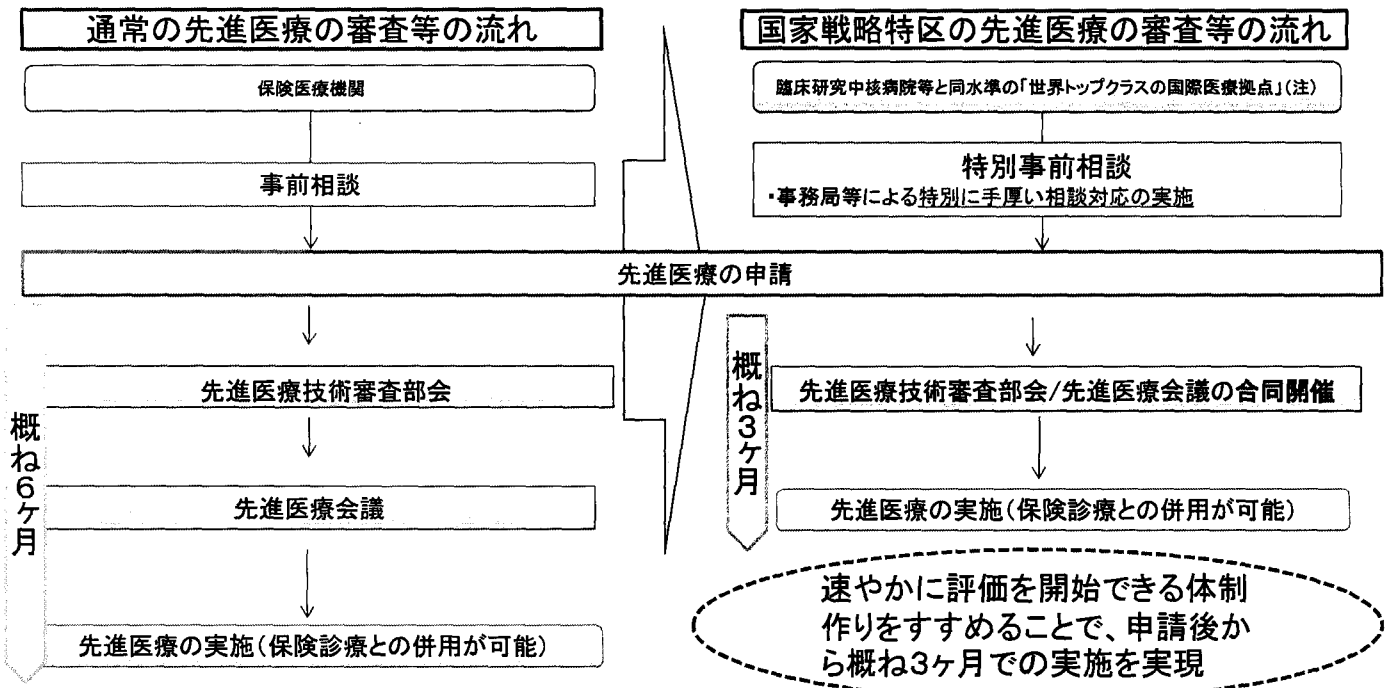 通常の先進医療の審査等の流れ
保険医療機関
事前相談
国家戦略特区の先進医療の審査等の流れ
臨床研究中核病院等と同水準の「世界トップクラスの国際医療拠点」(注)
特別事前相談
・事務局等による特別に手厚い相談対応の実施
先進医療の申請
概ね6ヶ月
先進医療技術審査部会
先進医療会議
先進医療の実施(保険診療との併用が可能)
概ね3ヶ月
先進医療技術審査部会/先進医療会議の合同開催
先進医療の実施(保険診療との併用が可能)
速やかに評価を開始できる体制
作りをすすめることで、申請後か
ら概ね3ヶ月での実施を実現